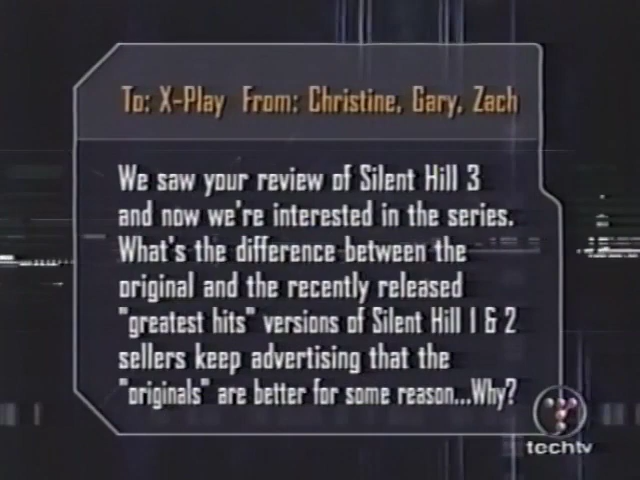 To: X-Play From: Christine, Gary, Zach
We saw your review of Silent Hill 3
and now we're interested in the series.
What's the difference between the
original and the recently released
"greatest hits" versions of Silent Hill 1 & 2
sellers keep advertising that the
"originals" are better for some reason...Why?
techtv